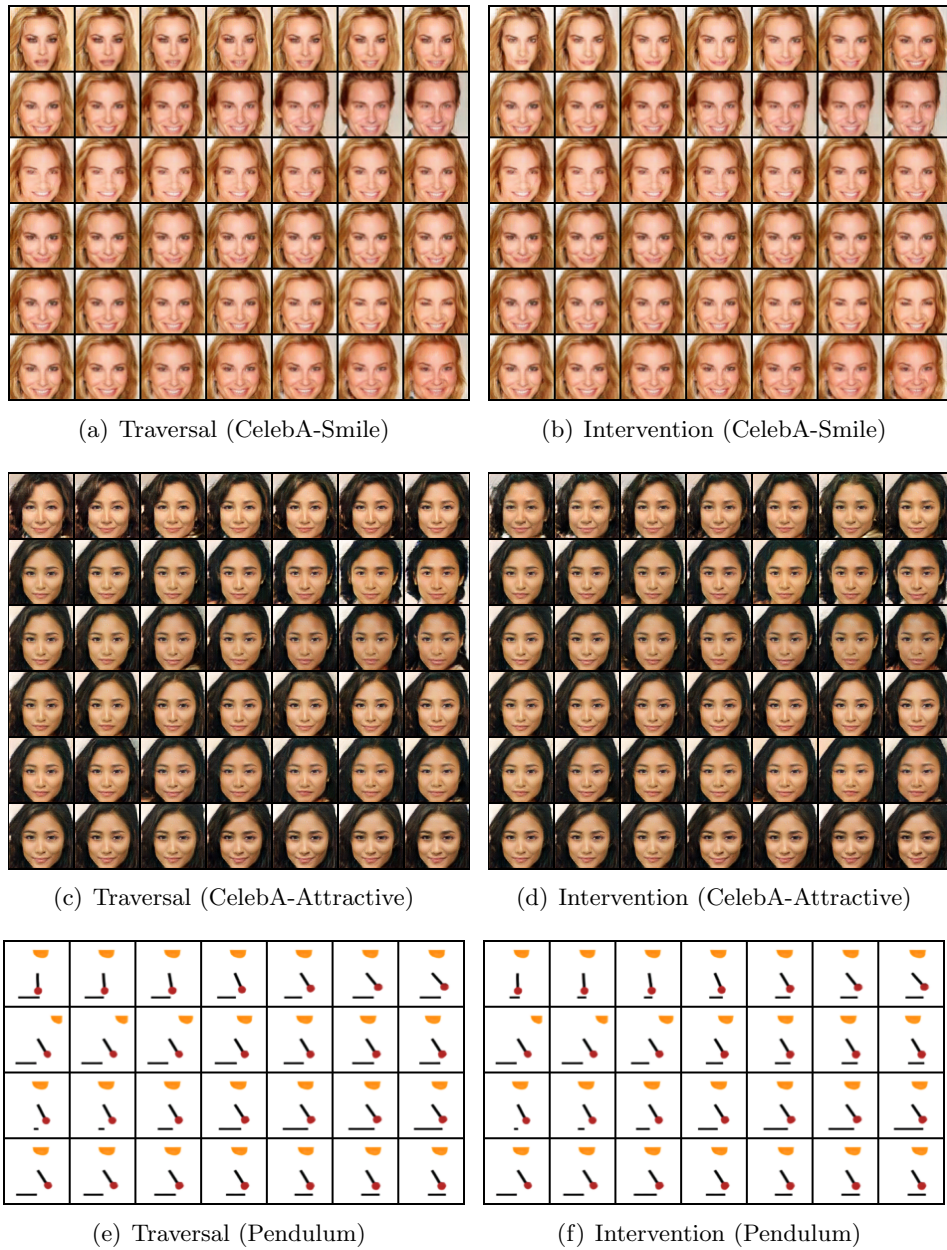 (a) Traversal (CelebA-Smile)
(b) Intervention (CelebA-Smile)
(c) Traversal (CelebA-Attractive)
(d) Intervention (CelebA-Attractive)
(e) Traversal (Pendulum)
(f) Intervention (Pendulum)